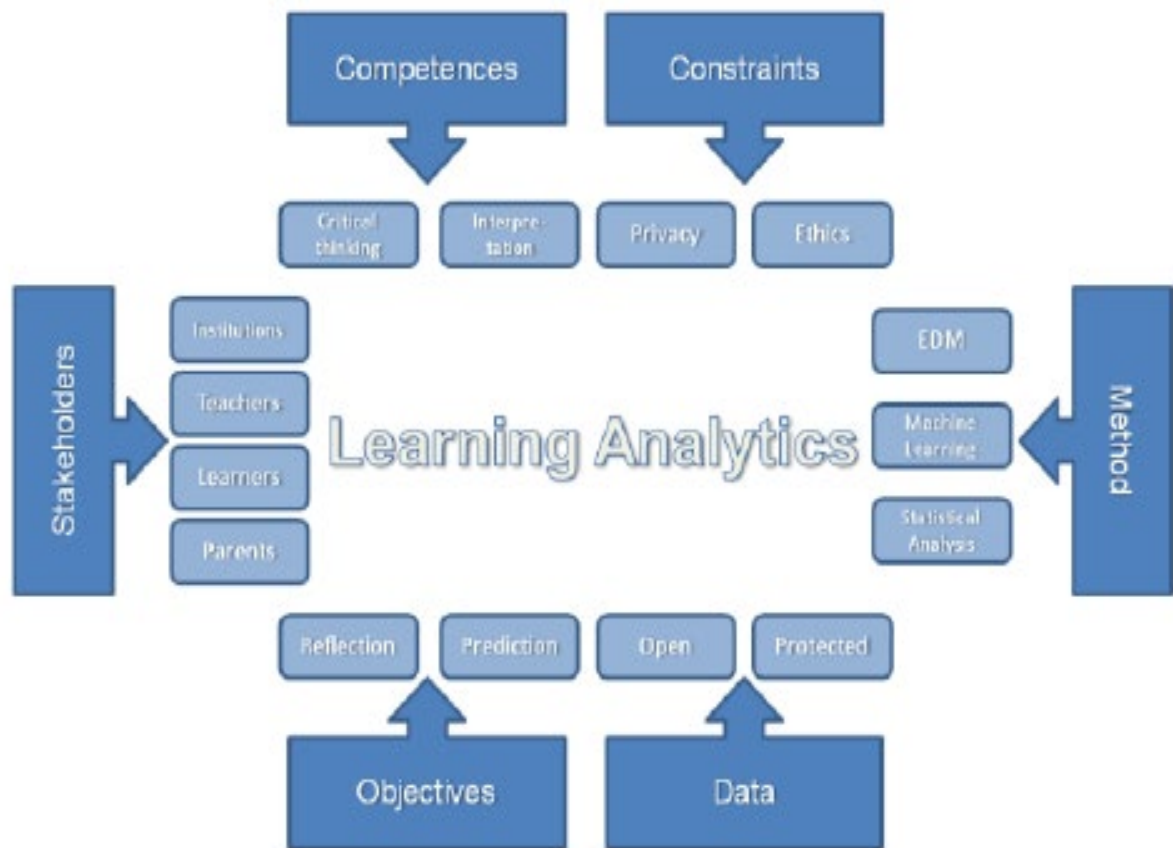 Competences
Constraints
Critical
thinking
Interpre-
tation
Privacy
Ethics
Stakeholders
Institutions
Teachers
Learners
Parents
Learning Analytics
EDM
Machine
Learning
Statistical
Analysis
Method
Reflection
Prediction
Open
Protected
Objectives
Data